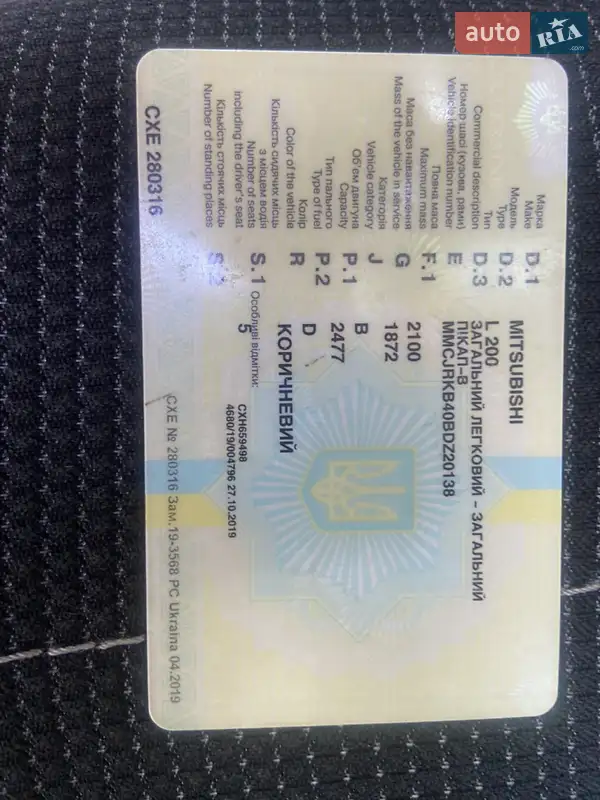 auto RIA .com
Марка
Make D.1 MITSUBISHI
Модель
Type D.2 L 200
Тип
Commercial description D.3 ЗАГАЛЬНИЙ ЛЕГКОВИЙ – ЗАГАЛЬНИЙ
ПІКАП–В
Номер шасі (кузова, рами)
Vehicle identification number E MMCJRKB40BDZ20138
Повна маса
Maximum mass F.1 2100
Маса без навантаження
Mass of the vehicle in service G 1872
Категорія
Vehicle category J B
Об'єм двигуна
Capacity P.1 2477
Тип пального
Type of fuel P.2 D
Колір
Color of the vehicle R КОРИЧНЕВИЙ
Кількість сидячих місць
з місцем водія
Number of seats
including the driver's seat S.1 5
Особливі відмітки:
Кількість стоячих місць
Number of standing places
CXH659498
4680/19/004796 27.10.2019
CXE 280316
CXE № 280316 Зам.19-3568 PC Ukraina 04.2019